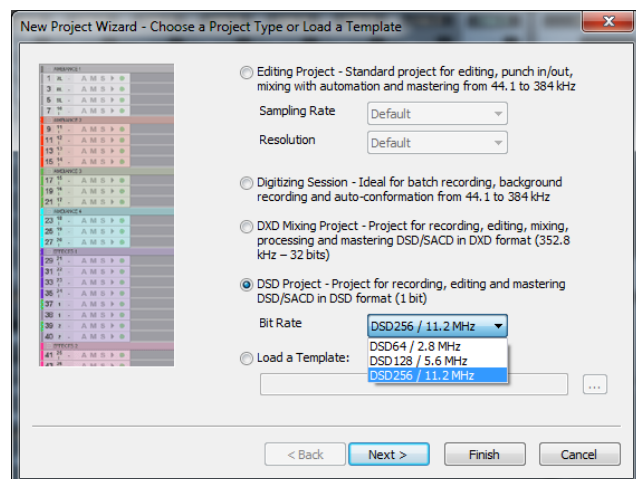 New Project Wizard - Choose a Project Type or Load a Template
Editing Project - Standard project for editing, punch in/out,
mixing with automation and mastering from 44.1 to 384 kHz
Sampling Rate
Default
Resolution
Default
Digitizing Session - Ideal for batch recording, background
recording and auto-conformation from 44.1 to 384 kHz
DXD Mixing Project - Project for recording, editing, mixing,
processing and mastering DSD/SACD in DXD format (352.8
kHz – 32 bits)
DSD Project - Project for recording, editing and mastering
DSD/SACD in DSD format (1 bit)
Bit Rate
DSD256 / 11.2 MHz
DSD64 / 2.8 MHz
DSD128 / 5.6 MHz
DSD256 / 11.2 MHz
Load a Template:
...
< Back
Next >
Finish
Cancel